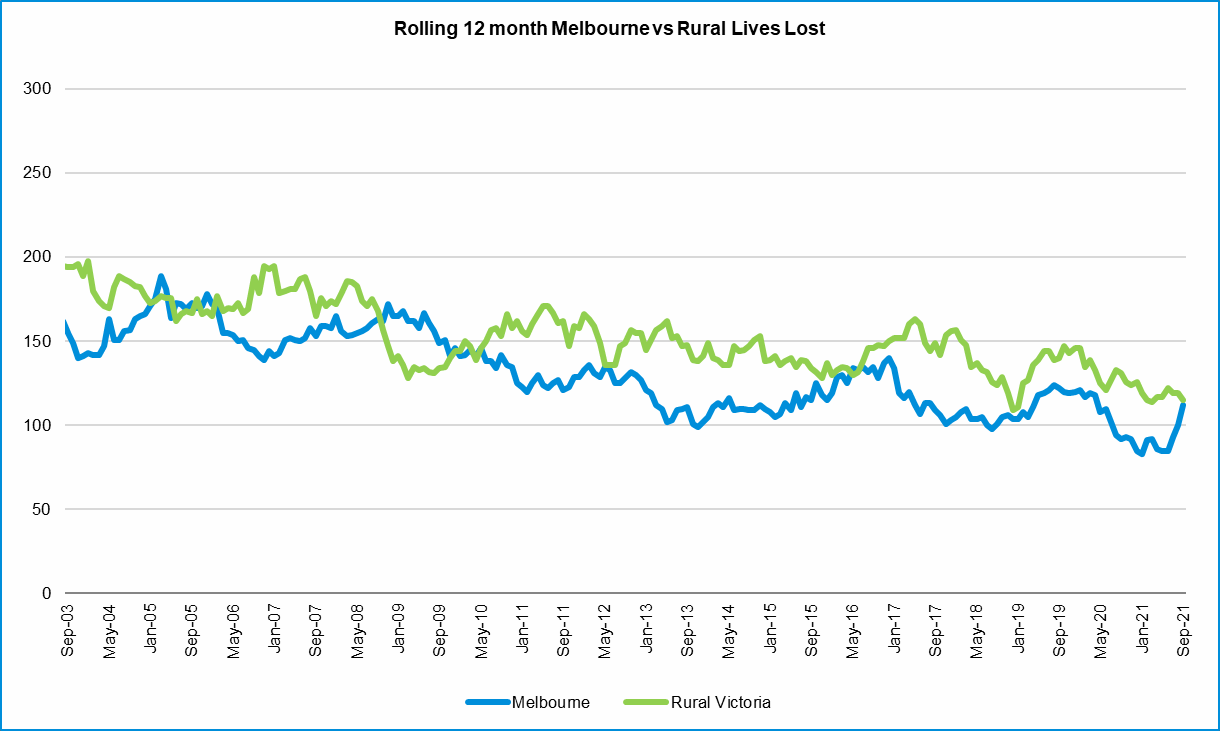 Rolling 12 month Melbourne vs Rural Lives Lost
300
250
200
150
100
50
0
Sep-03
May-04
Jan-05
Sep-05
May-06
Jan-07
Sep-07
May-08
Jan-09
Sep-09
May-10
Jan-11
Sep-11
May-12
Jan-13
Sep-13
May-14
Jan-15
Sep-15
May-16
Jan-17
Sep-17
May-18
Jan-19
Sep-19
May-20
Jan-21
Sep-21
Melbourne
Rural Victoria